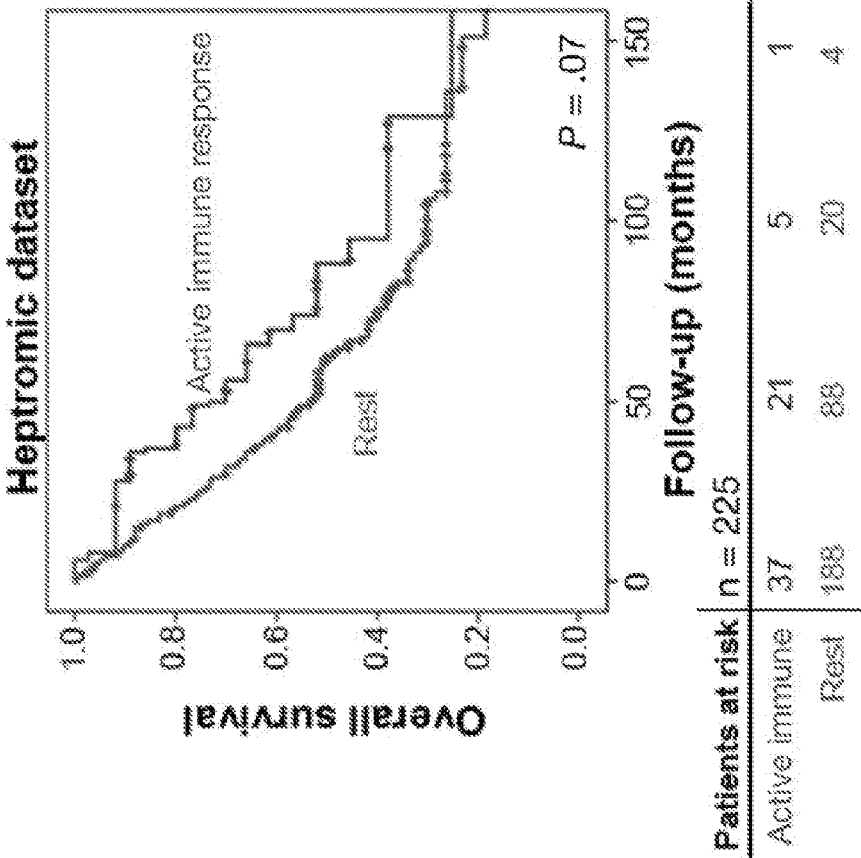 Heptromic dataset
Overall survival
1.0
0.8
0.6
0.4
0.2
0.0
Active immune response
Rest
P = .07
0 50 100 150
Follow-up (months)
Patients at risk n = 225
Active immune 37 21 5 1
Rest 188 88 20 4